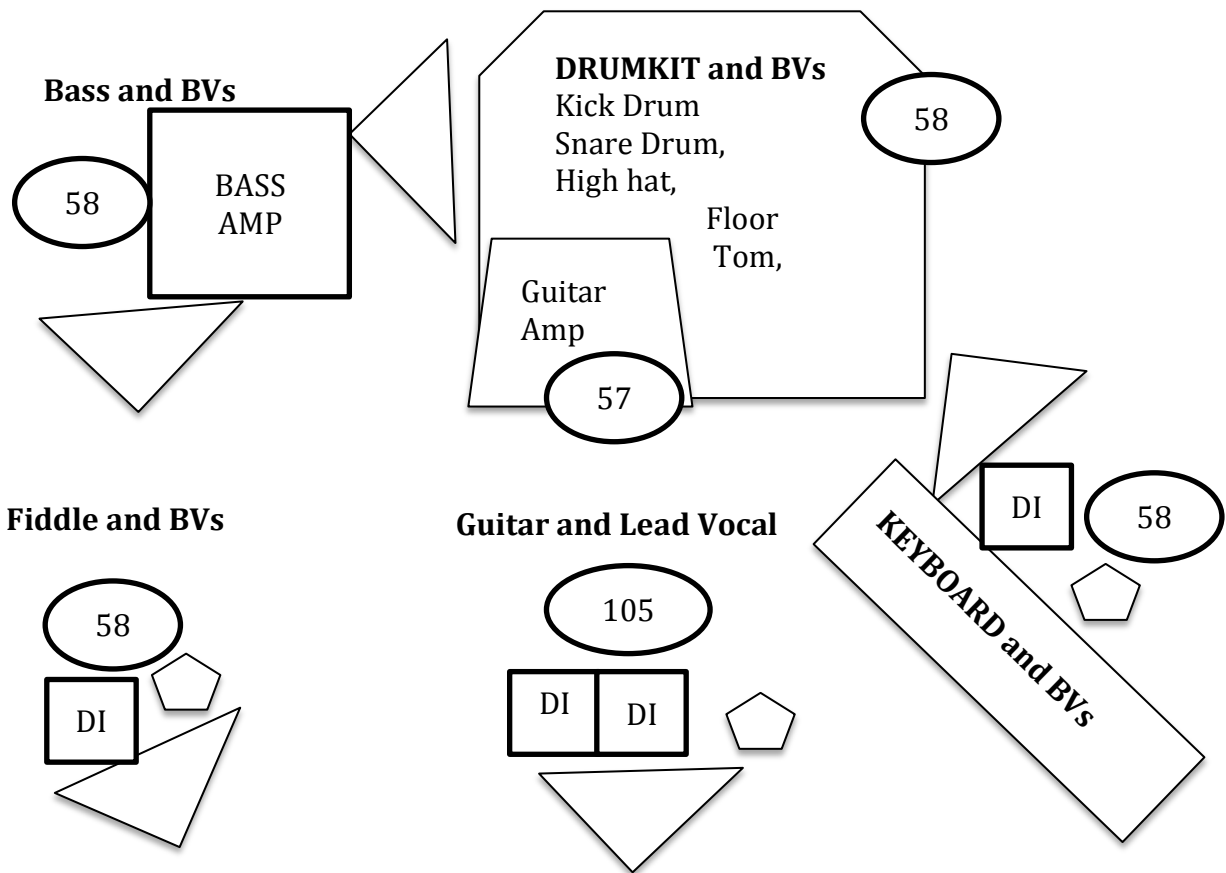 Bass and BVs
58
BASS
AMP
DRUMKIT and BVs
Kick Drum
Snare Drum,
High hat,
Floor
Tom,
58
Guitar
Amp
57
Fiddle and BVs
58
DI
Guitar and Lead Vocal
105
DI
DI
DI
58
KEYBOARD and BVs